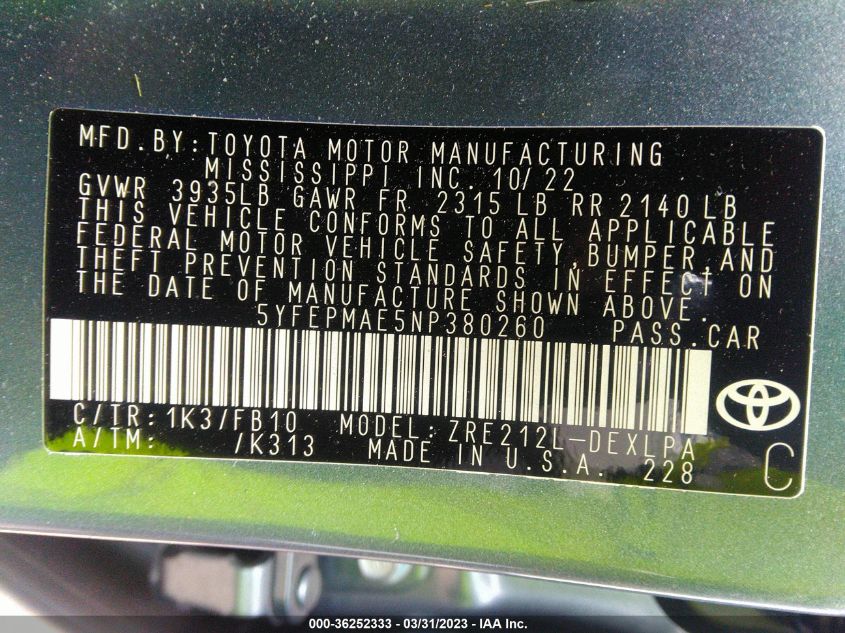 MFD.BY:TOYOTA MOTOR MANUFACTURING
MISSISSIPPI INC. 10/22
GVWR 3935LB GAWR FR. 2315 LB RR 2140 LB
THIS VEHICLE CONFORMS TO ALL APPLICABLE
FEDERAL MOTOR VEHICLE SAFETY,BUMPER,AND
THEFT PREVENTION STANDARDS IN EFFECT ON
THE DATE OF MANUFACTURE SHOWN ABOVE.
5YFEPMAE5NP380260 PASS.CAR
C/TR:1K3/FB10 MODEL:ZRE212L-DEXLPA
A/TM: /K313 MADE IN U.S.A. 228
C
000-36252333 - 03/31/2023 - IAA Inc.